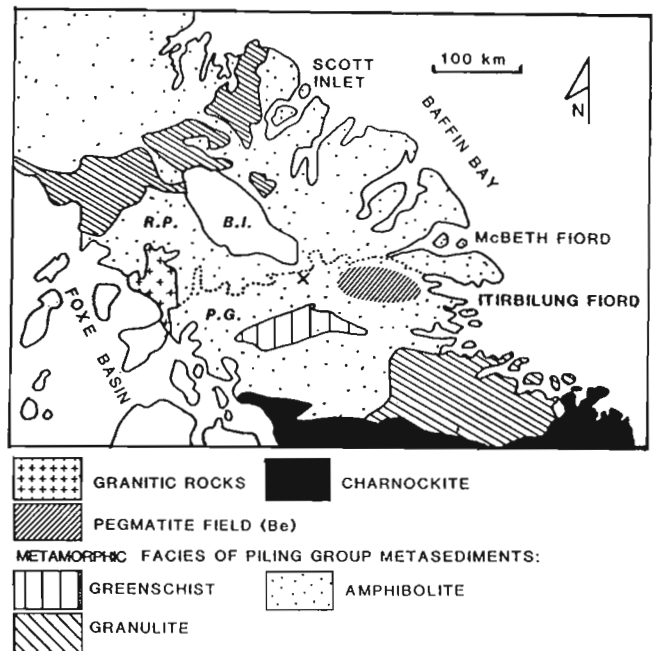 SCOTT
INLET
100 km
N
BAFFIN BAY
R.P.
B.I.
McBETH FIORD
ITIRBILUNG FIORD
FOXE BASIN
P.G.
X
GRANITIC ROCKS
CHARNOCKITE
PEGMATITE FIELD (Be)
METAMORPHIC FACIES OF PILING GROUP METASEDIMENTS:
GREENSCHIST
AMPHIBOLITE
GRANULITE